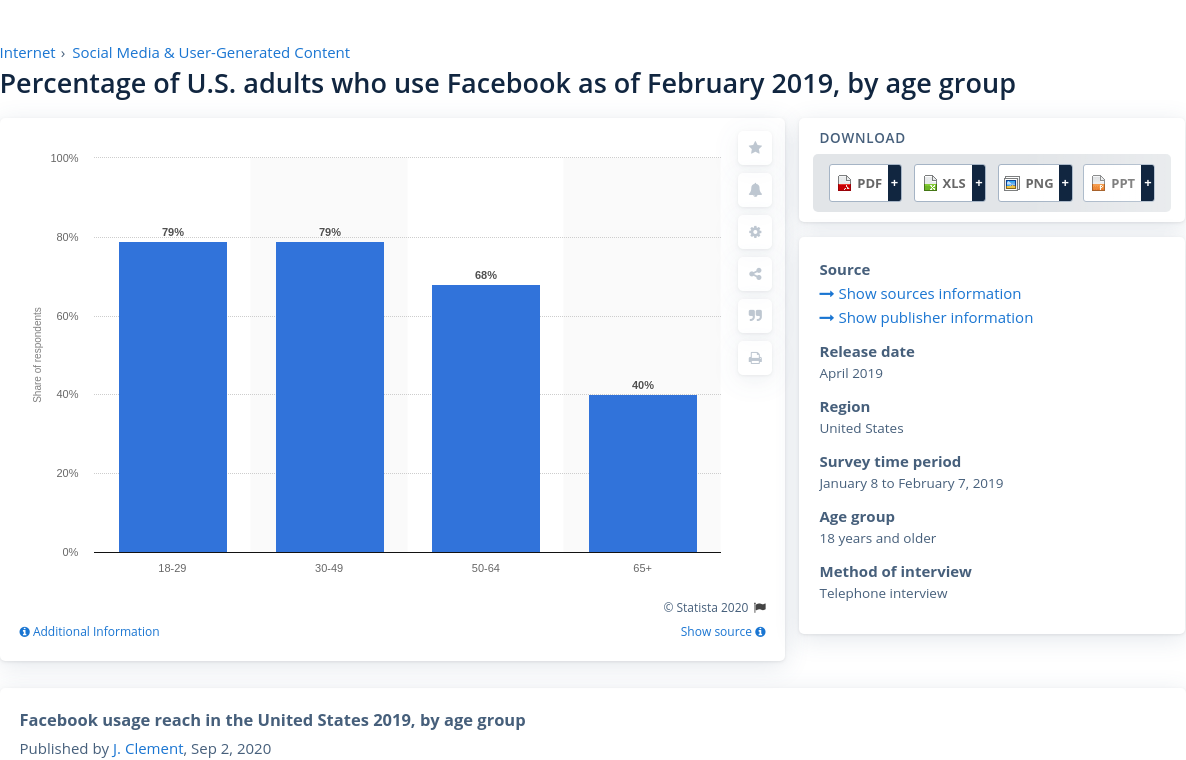 Internet › Social Media & User-Generated Content
Percentage of U.S. adults who use Facebook as of February 2019, by age group
100%
80%
60%
40%
20%
0%
Share of respondents
79%
79%
68%
40%
18-29
30-49
50-64
65+
© Statista 2020
Additional Information
Show source
DOWNLOAD
PDF +
XLS +
PNG +
PPT +
Source
Show sources information
Show publisher information
Release date
April 2019
Region
United States
Survey time period
January 8 to February 7, 2019
Age group
18 years and older
Method of interview
Telephone interview
Facebook usage reach in the United States 2019, by age group
Published by J. Clement, Sep 2, 2020